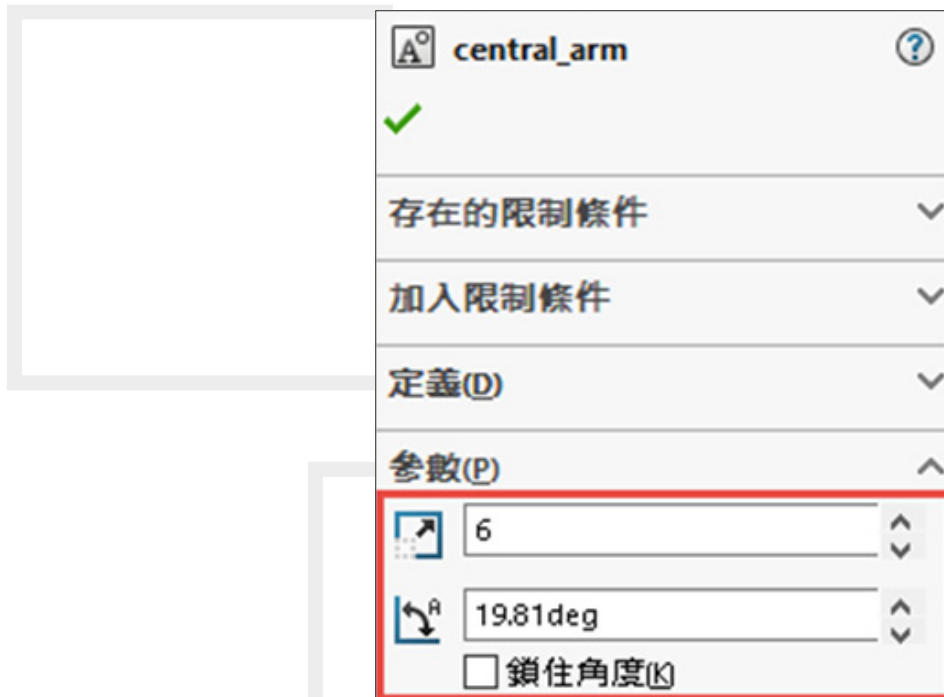 central_arm
存在的限制條件
加入限制條件
定義(D)
參數(P)
6
19.81deg
鎖住角度(K)